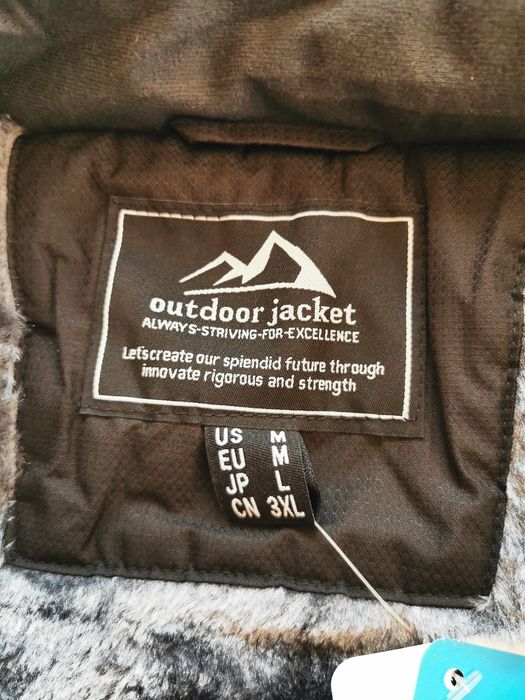 outdoor jacket
ALWAYS-STRIVING-FOR-EXCELLENCE
Let'screate our splendid future through
innovate rigorous and strength
US M
EU M
JP L
CN 3XL